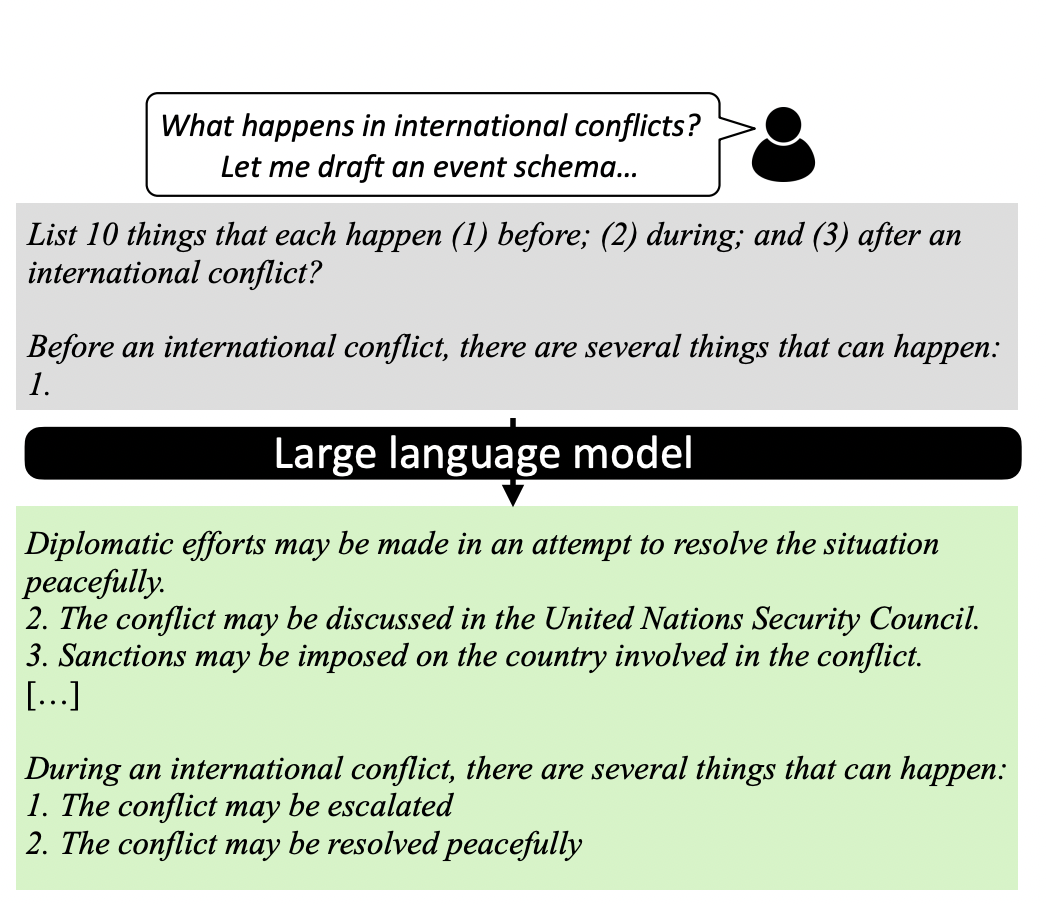 What happens in international conflicts?
Let me draft an event schema...
List 10 things that each happen (1) before; (2) during; and (3) after an
international conflict?
Before an international conflict, there are several things that can happen:
1.
Large language model
Diplomatic efforts may be made in an attempt to resolve the situation
peacefully.
2. The conflict may be discussed in the United Nations Security Council.
3. Sanctions may be imposed on the country involved in the conflict.
[…]
During an international conflict, there are several things that can happen:
1. The conflict may be escalated
2. The conflict may be resolved peacefully